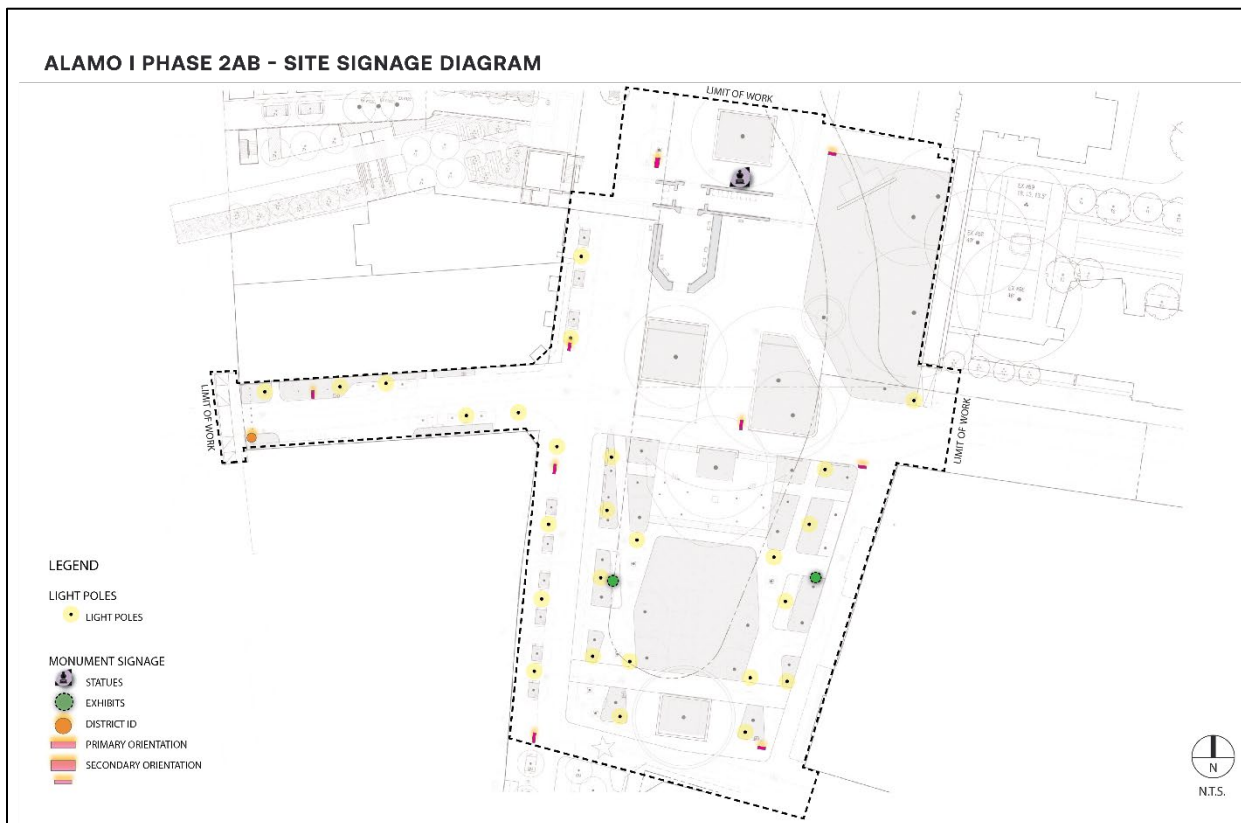 ALAMO I PHASE 2AB - SITE SIGNAGE DIAGRAM
LIMIT OF WORK
LIMIT OF WORK
LIMIT OF WORK
LEGEND
LIGHT POLES
LIGHT POLES
MONUMENT SIGNAGE
STATUES
EXHIBITS
DISTRICT ID
PRIMARY ORIENTATION
SECONDARY ORIENTATION
N
N.T.S.